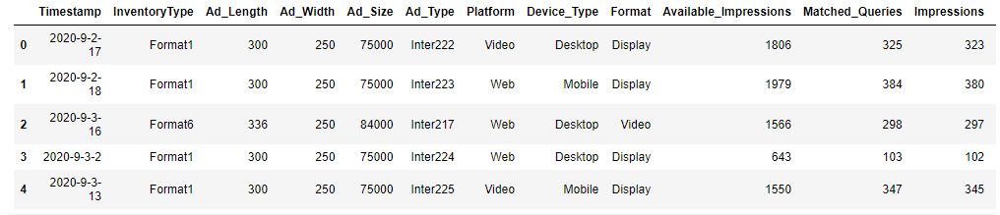 Timestamp InventoryType Ad_Length Ad_Width Ad_Size Ad_Type Platform Device_Type Format Available_Impressions Matched_Queries Impressions
0 2020-9-2-17 Format1 300 250 75000 Inter222 Video Desktop Display 1806 325 323
1 2020-9-2-18 Format1 300 250 75000 Inter223 Web Mobile Display 1979 384 380
2 2020-9-3-16 Format6 336 250 84000 Inter217 Web Desktop Video 1566 298 297
3 2020-9-3-2 Format1 300 250 75000 Inter224 Web Desktop Display 643 103 102
4 2020-9-3-13 Format1 300 250 75000 Inter225 Video Mobile Display 1550 347 345